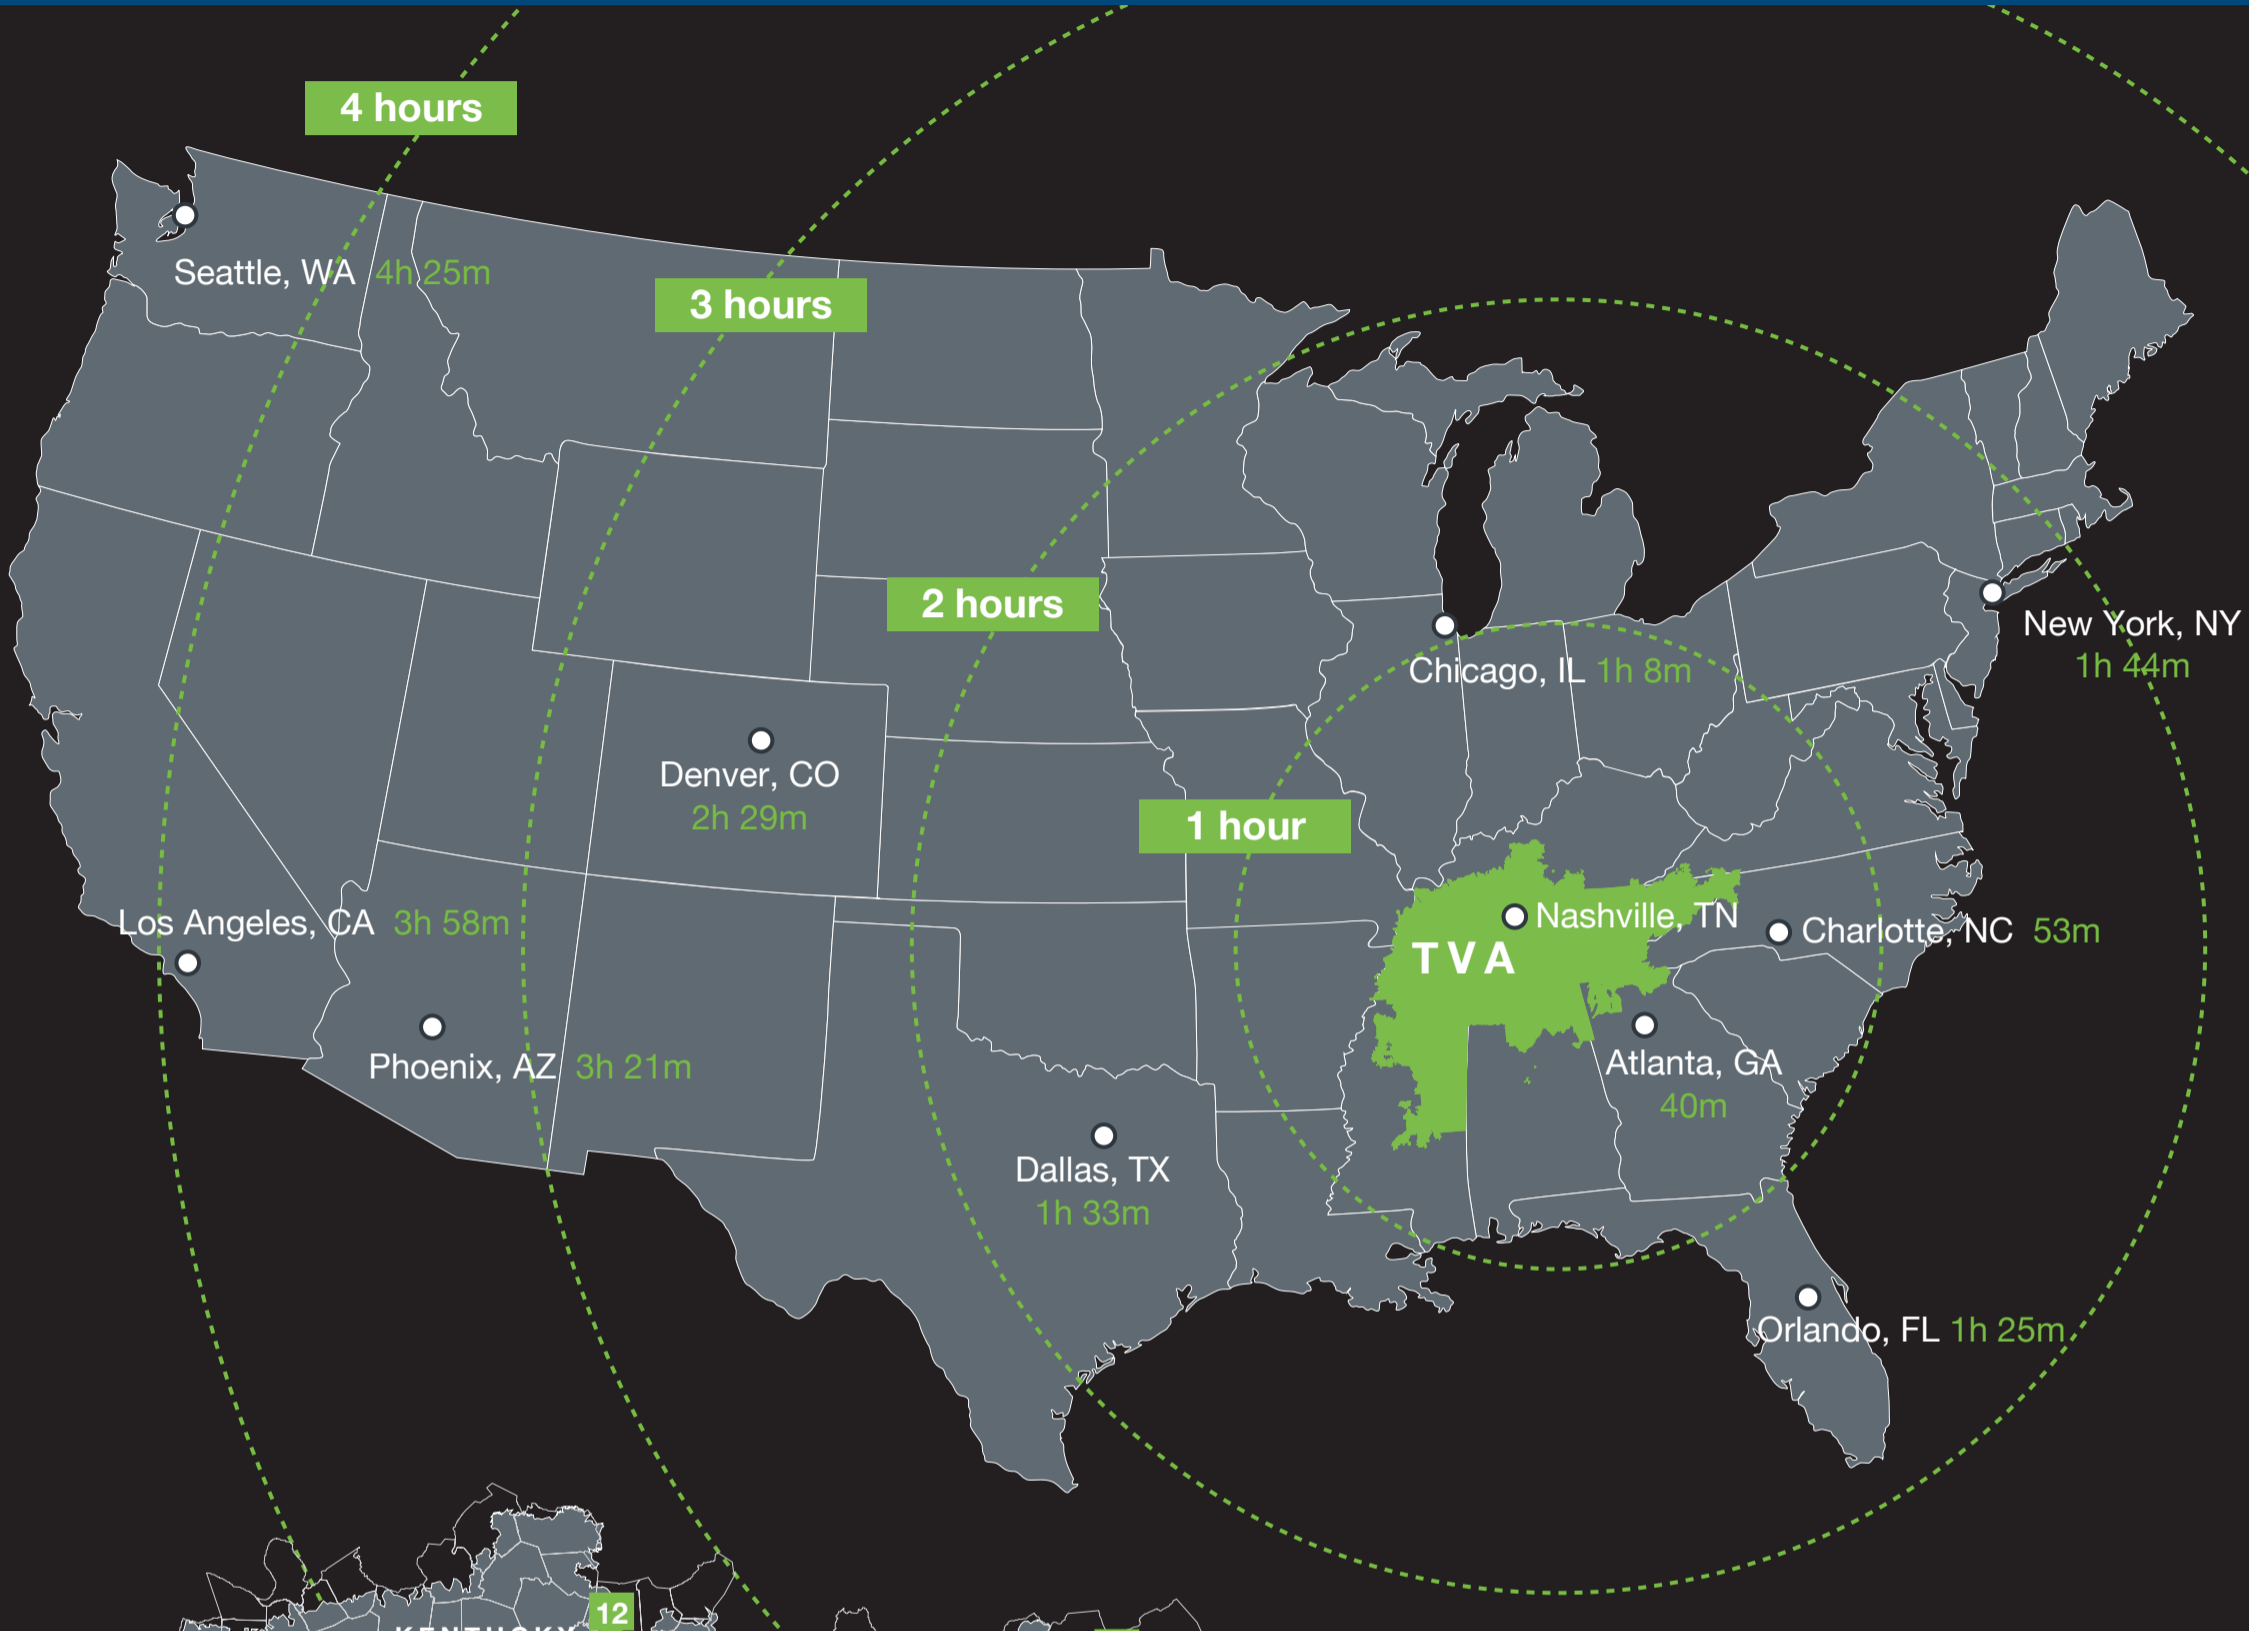 4 hours
Seattle, WA 4h 25m
3 hours
2 hours
New York, NY
1h 44m
Chicago, IL 1h 8m
Denver, CO
2h 29m
1 hour
Los Angeles, CA 3h 58m
Nashville, TN
Charlotte, NC 53m
TVA
Phoenix, AZ 3h 21m
Atlanta, GA
40m
Dallas, TX
1h 33m
Orlando, FL 1h 25m
12
KENTUCKY